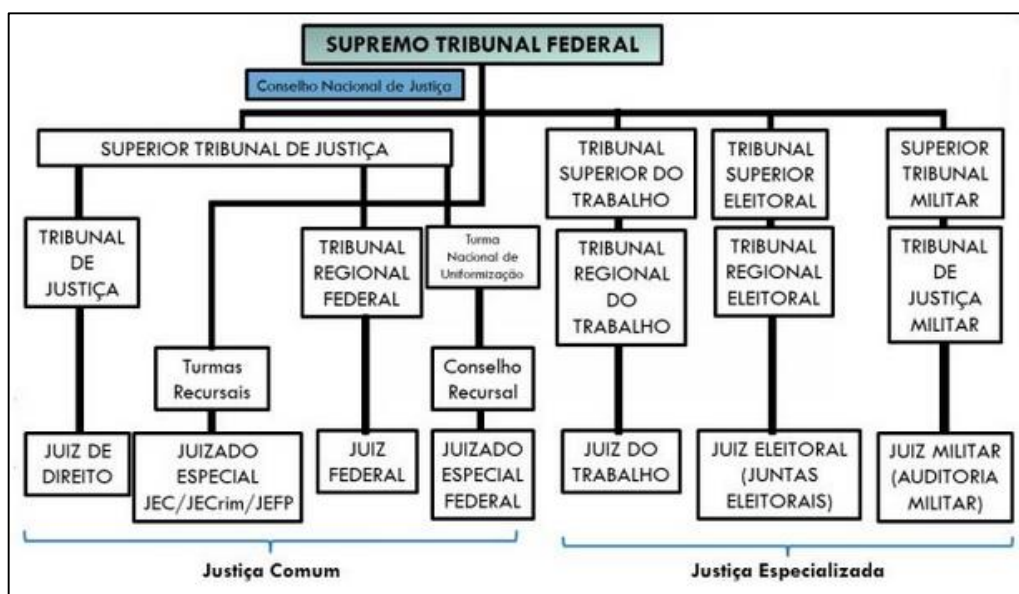 SUPREMO TRIBUNAL FEDERAL
Conselho Nacional de Justiça
SUPERIOR TRIBUNAL DE JUSTIÇA
TRIBUNAL
SUPERIOR DO
TRABALHO
TRIBUNAL
SUPERIOR
ELEITORAL
SUPERIOR
TRIBUNAL
MILITAR
TRIBUNAL
DE
JUSTIÇA
TRIBUNAL
REGIONAL
FEDERAL
Turma
Nacional de
Uniformização
TRIBUNAL
REGIONAL
DO
TRABALHO
TRIBUNAL
REGIONAL
ELEITORAL
TRIBUNAL
DE
JUSTIÇA
MILITAR
Turmas
Recursais
Conselho
Recursal
JUIZ DE
DIREITO
JUIZADO
ESPECIAL
JEC/JECrim/JEFP
JUIZ
FEDERAL
JUIZADO
ESPECIAL
FEDERAL
JUIZ DO
TRABALHO
JUIZ ELEITORAL
(JUNTAS
ELEITORAIS)
JUIZ MILITAR
(AUDITORIA
MILITAR)
Justiça Comum
Justiça Especializada